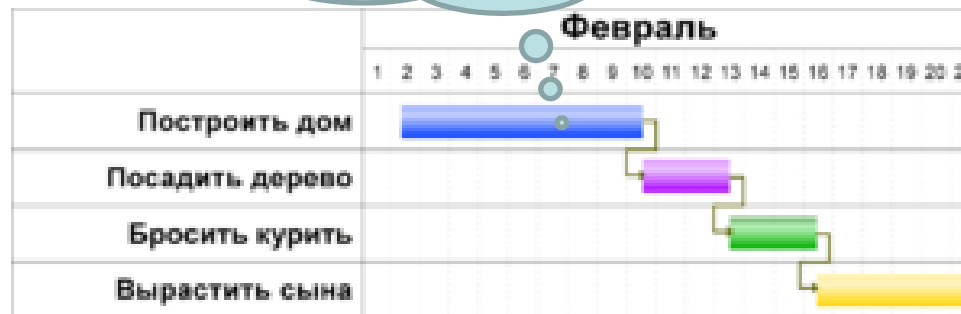 Февраль
1 2 3 4 5 6 7 8 9 10 11 12 13 14 15 16 17 18 19 20
Построить дом
Посадить дерево
Бросить курить
Вырастить сына